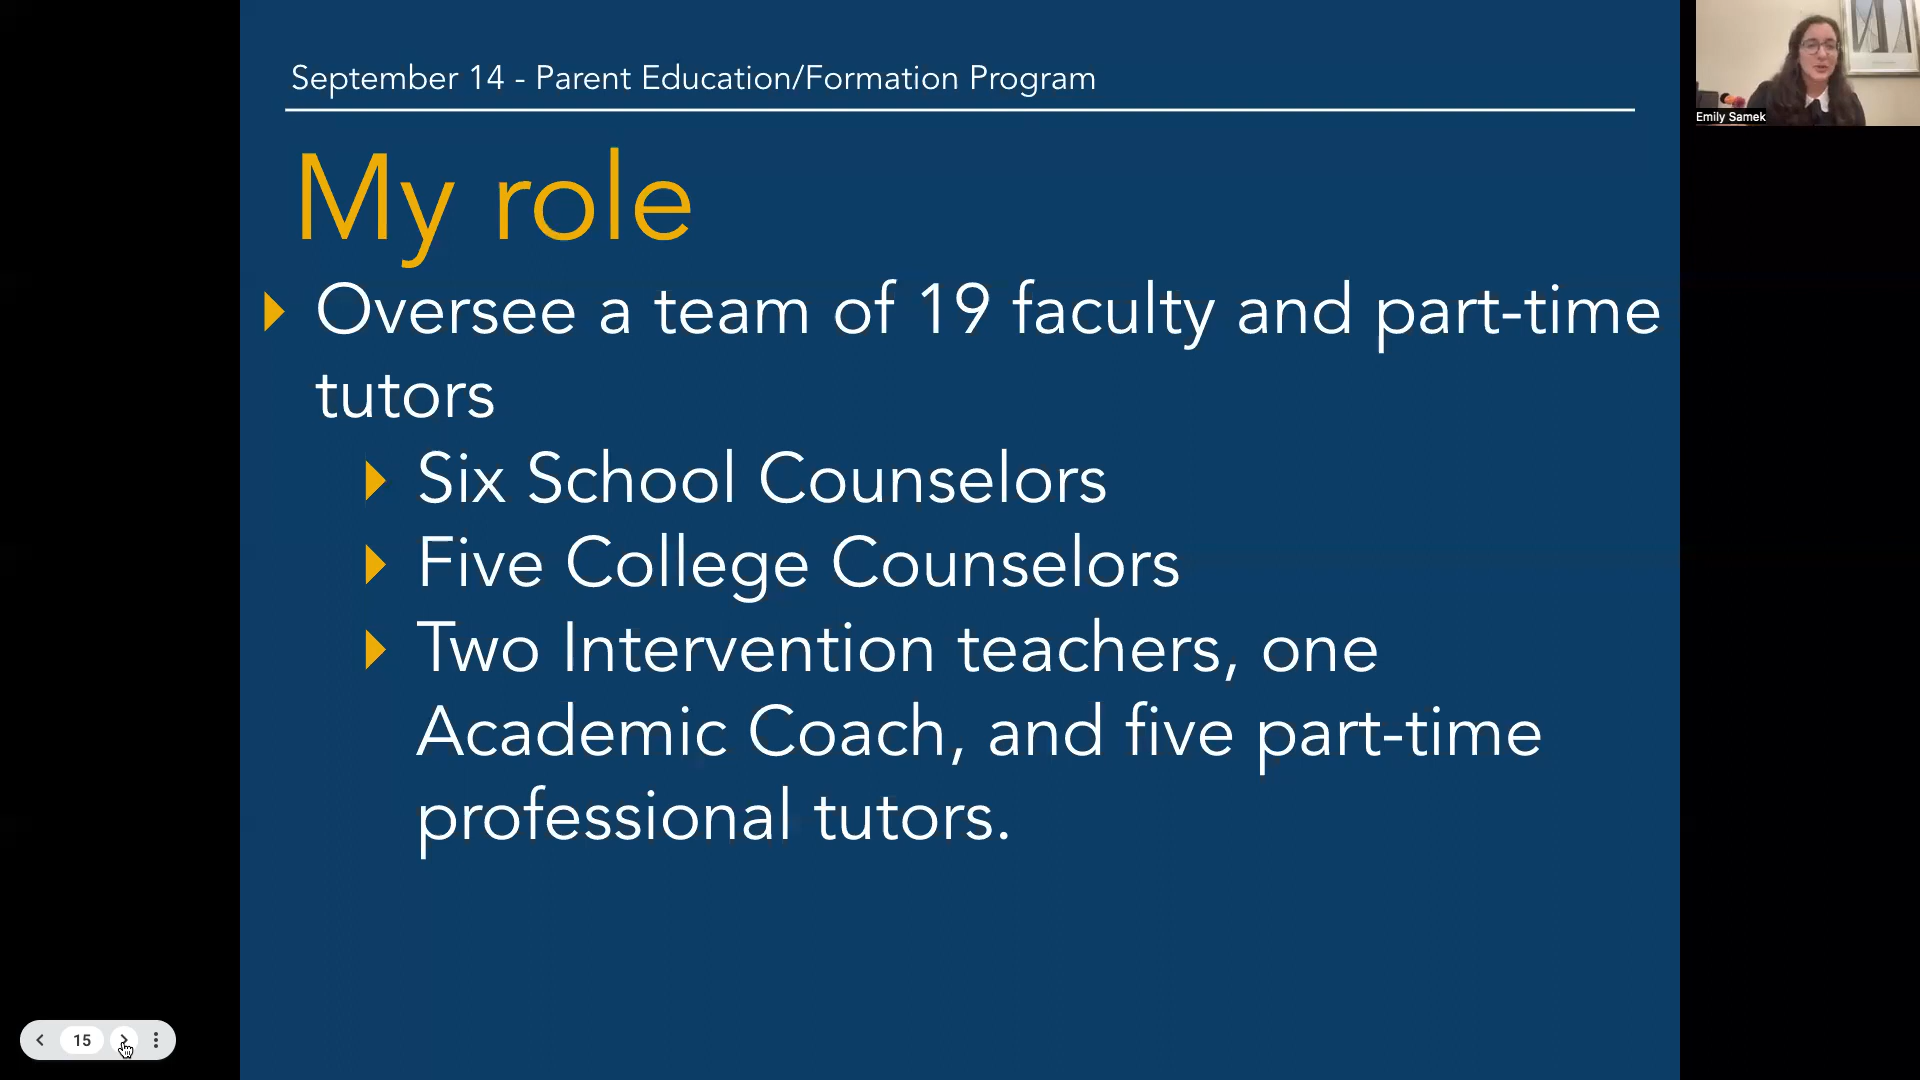 September 14 - Parent Education/Formation Program
Emily Samek
My role
Oversee a team of 19 faculty and part-time
tutors
Six School Counselors
Five College Counselors
Two Intervention teachers, one
Academic Coach, and five part-time
professional tutors.
15